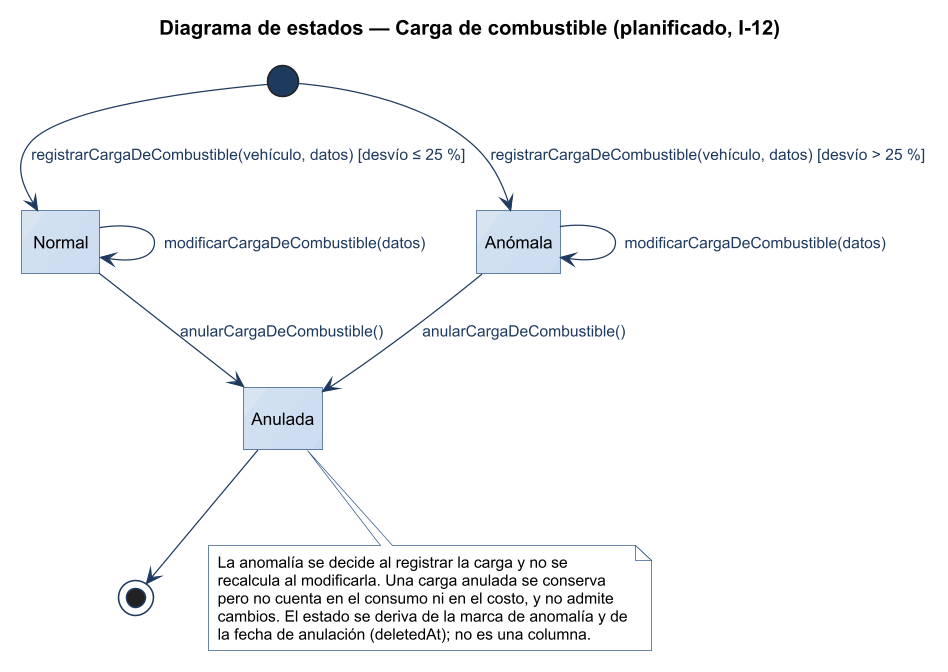 Diagrama de estados — Carga de combustible (planificado, I-12)
registrarCargaDeCombustible(vehículo, datos) [desvío ≤ 25 %]
registrarCargaDeCombustible(vehículo, datos) [desvío > 25 %]
Normal
modificarCargaDeCombustible(datos)
Anómala
modificarCargaDeCombustible(datos)
anularCargaDeCombustible()
anularCargaDeCombustible()
Anulada
La anomalía se decide al registrar la carga y no se
recalcula al modificarla. Una carga anulada se conserva
pero no cuenta en el consumo ni en el costo, y no admite
cambios. El estado se deriva de la marca de anomalía y de
la fecha de anulación (deletedAt); no es una columna.